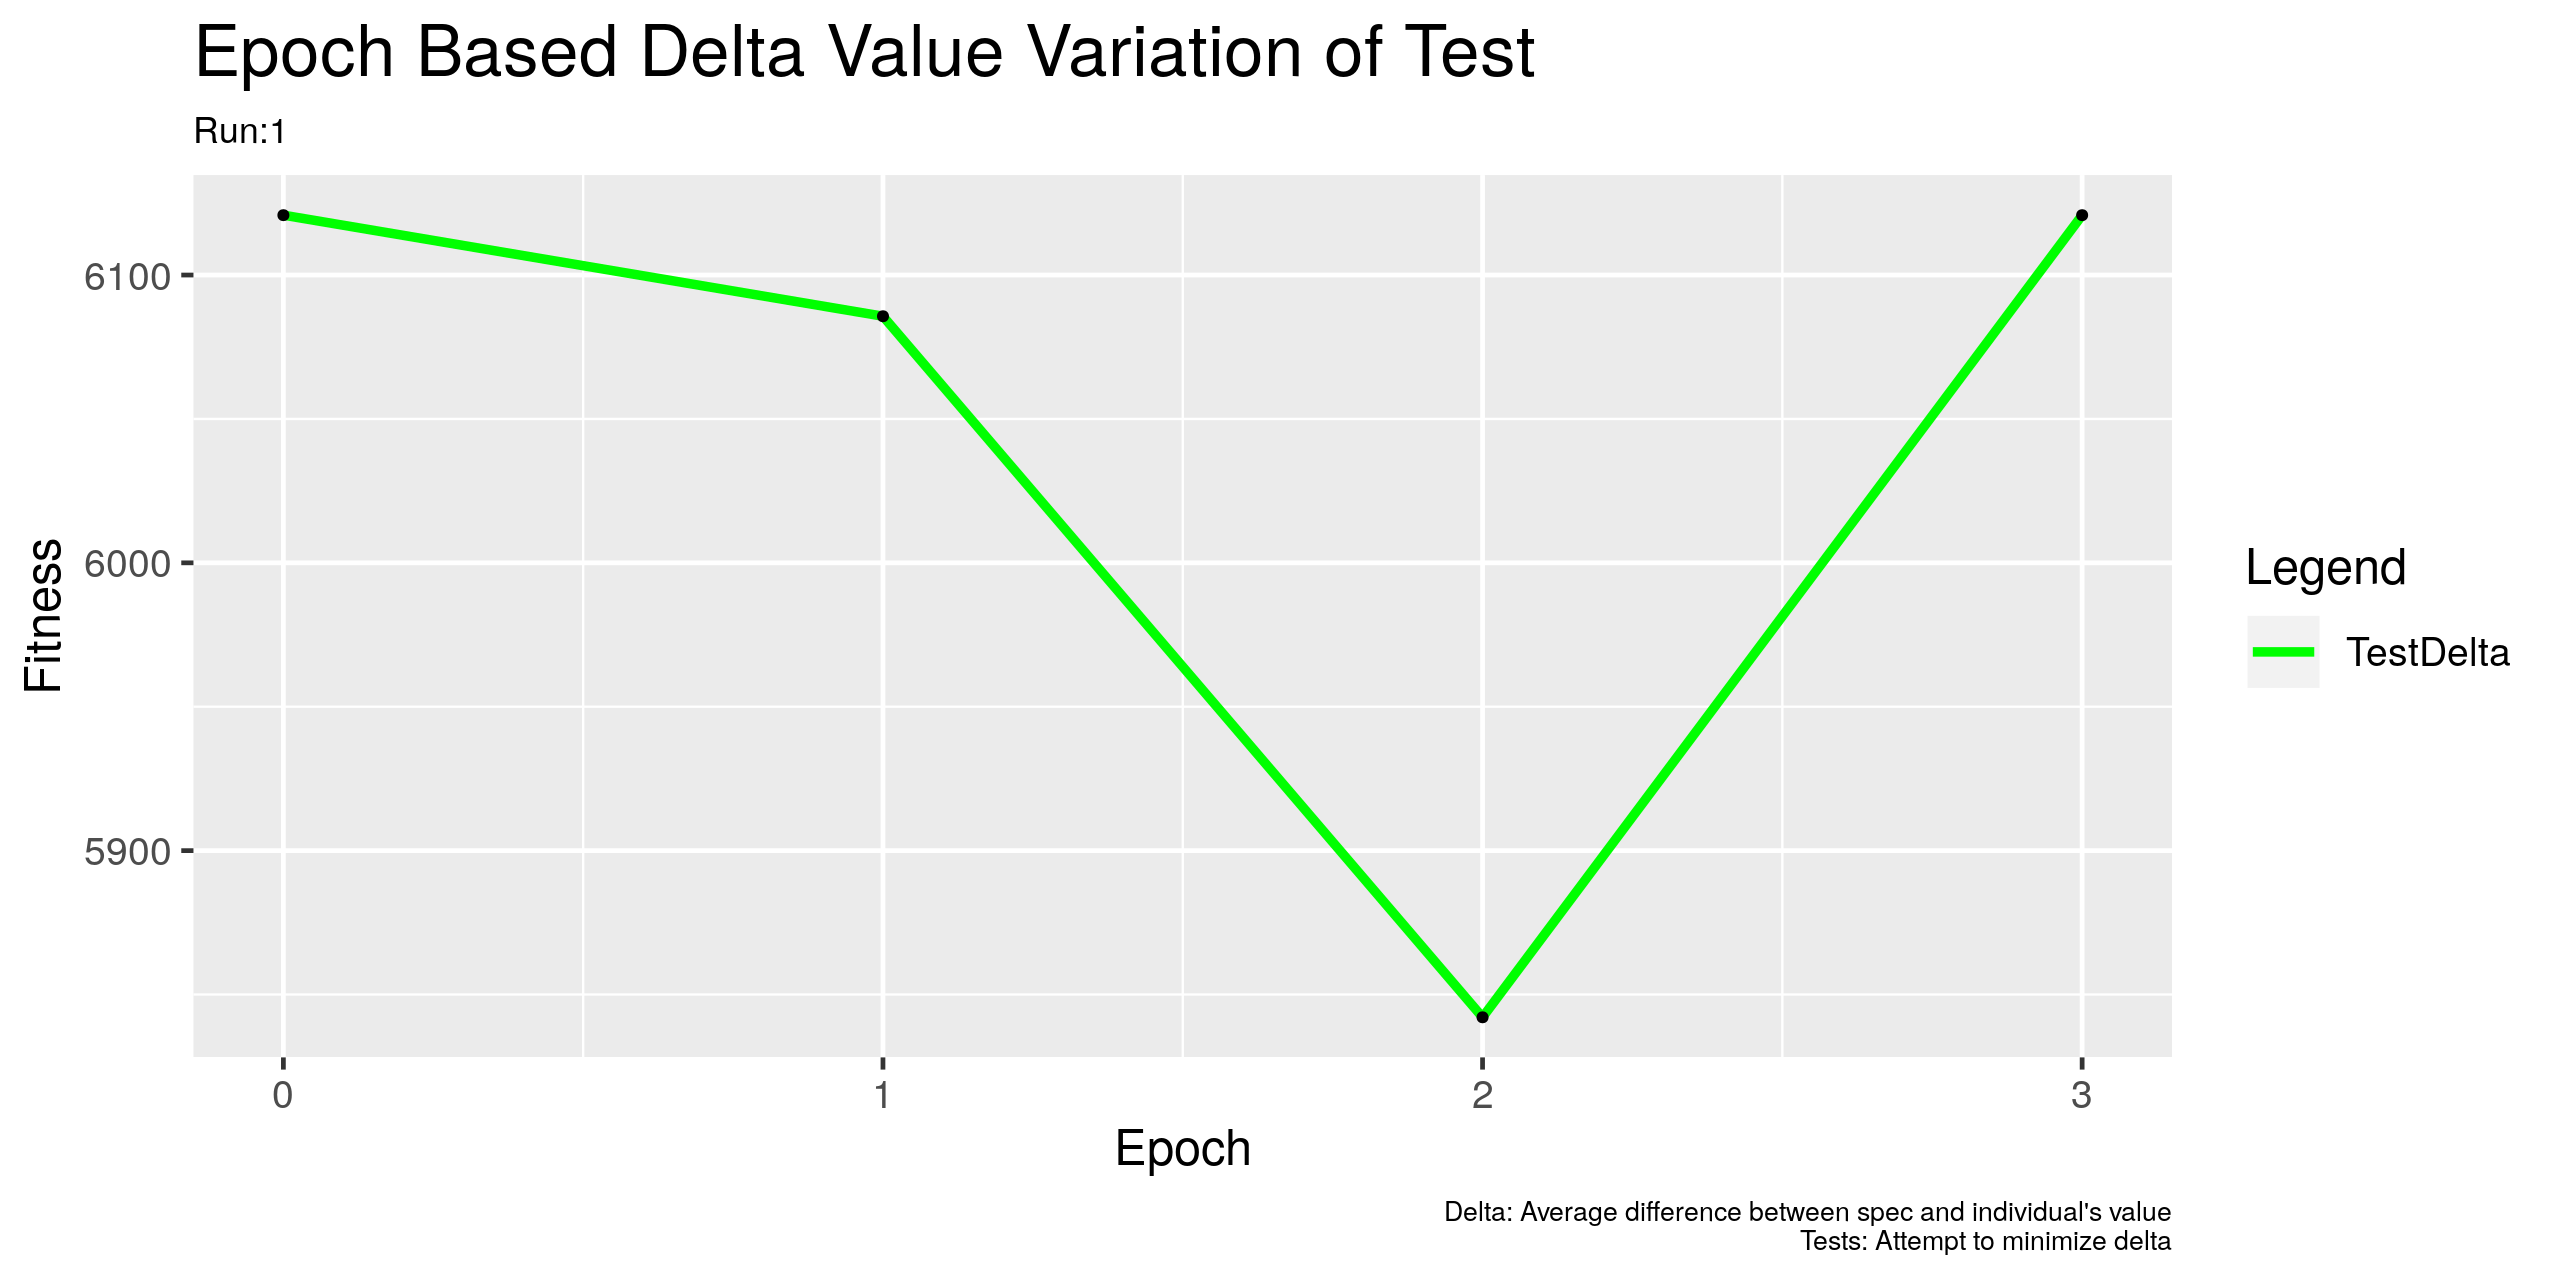 Epoch Based Delta Value Variation of Test
Run:1
Fitness
6100
6000
5900
0 1 2 3
Epoch
Legend
TestDelta
Delta: Average difference between spec and individual's value
Tests: Attempt to minimize delta